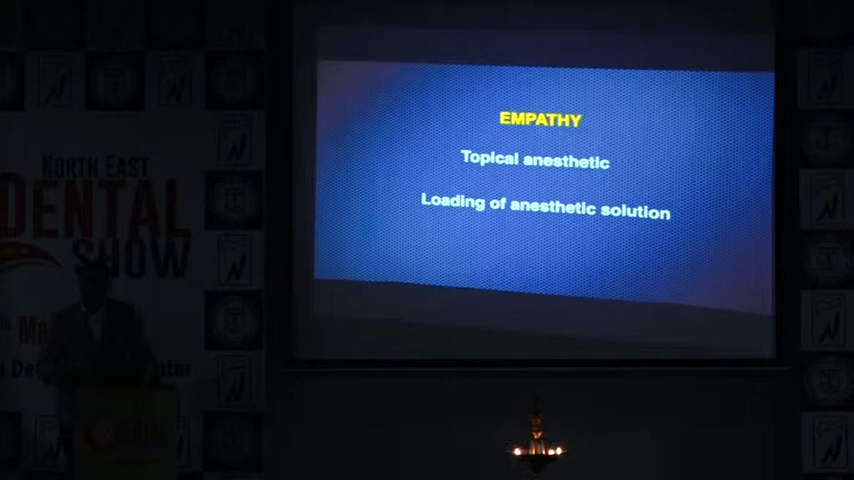 EMPATHY
Topical anesthetic
Loading of anesthetic solution
NORTH EAST
DENTAL
SHOW